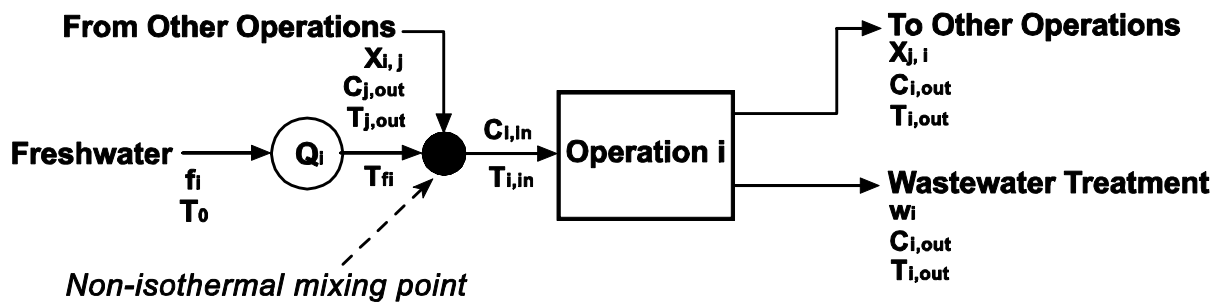 From Other Operations
Xi, j
Cj,out
Tj,out
To Other Operations
Xj, i
Ci,out
Ti,out
Freshwater
fi
T0
Qi
Tfi
Ci,in
Ti,in
Operation i
Wastewater Treatment
wi
Ci,out
Ti,out
Non-isothermal mixing point